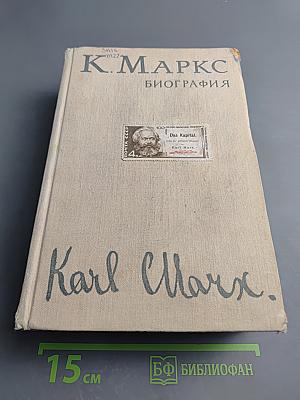 К. МАРКС
БИОГРАФИЯ
Das Kapital.
Karl Marx.
4
Karl Marx.
15 см
БФ БИБЛИОФАН